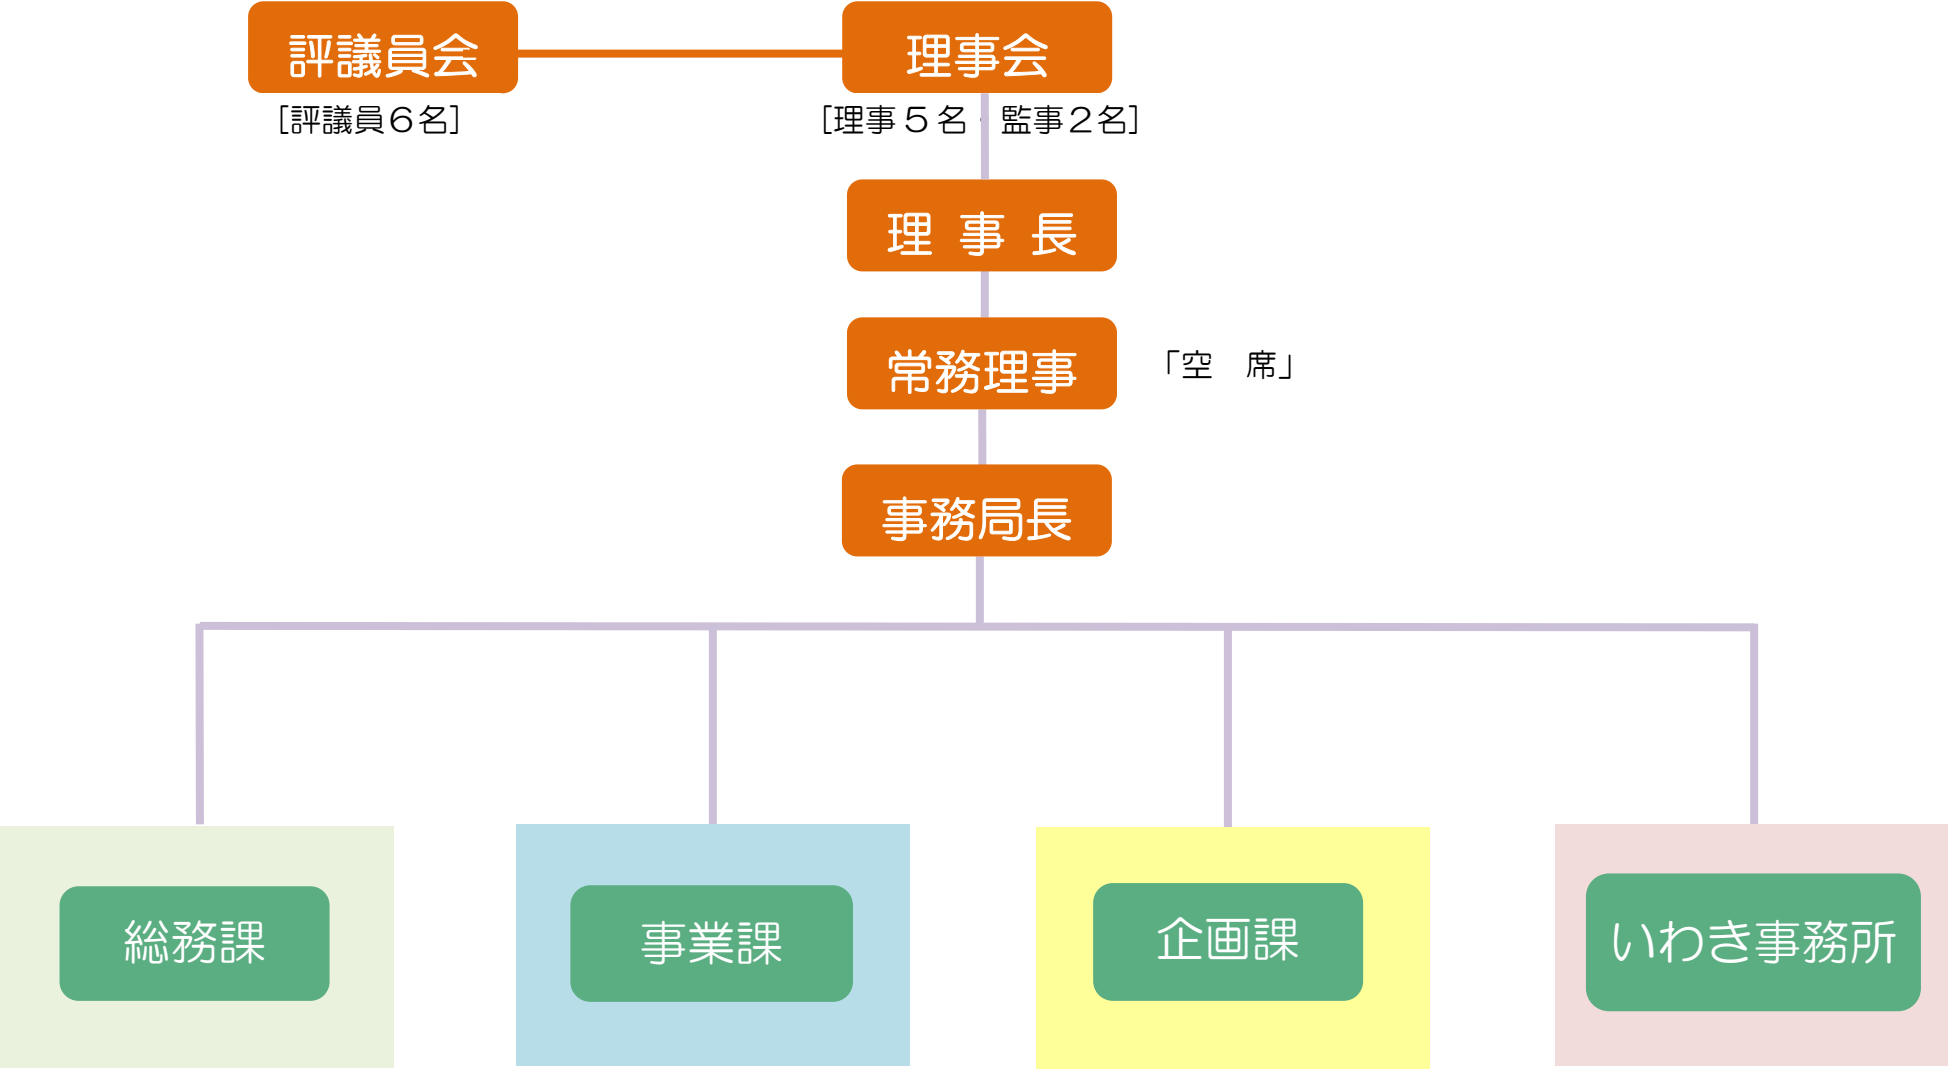 評議員会
理事会
[評議員６名]
[理事５名・監事２名]
理 事 長
常務理事
「空　席」
事務局長
総務課
事業課
企画課
いわき事務所